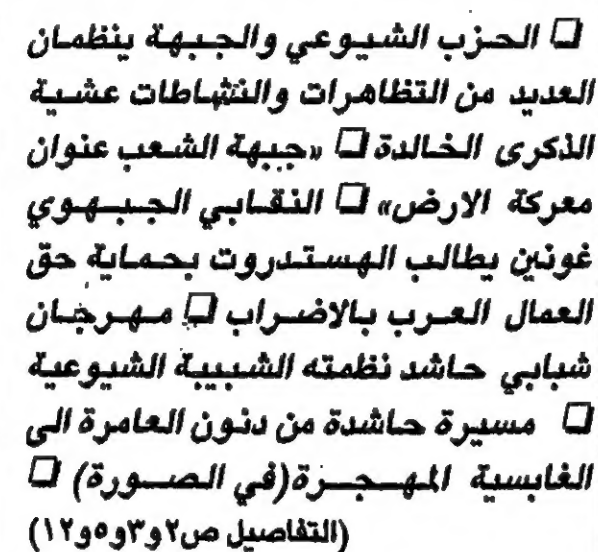 ❑ الحزب الشيوعي والجبهة ينظمان
العديد من التظاهرات والنشاطات عشية
الذكرى الخالدة ❑ «جبهة الشعب عنوان
معركة الارض» ❑ النقابي الجبهوي
غونين يطالب الهستدروت بحماية حق
العمال العرب بالاضراب ❑ مهرجان
شبابي حاشد نظمته الشبيبة الشيوعية
❑ مسيرة حاشدة من دنون العامرة الى
الغابسية المهجرة(في الصورة) ❑
(التفاصيل ص٢و٣و٥و١٢)